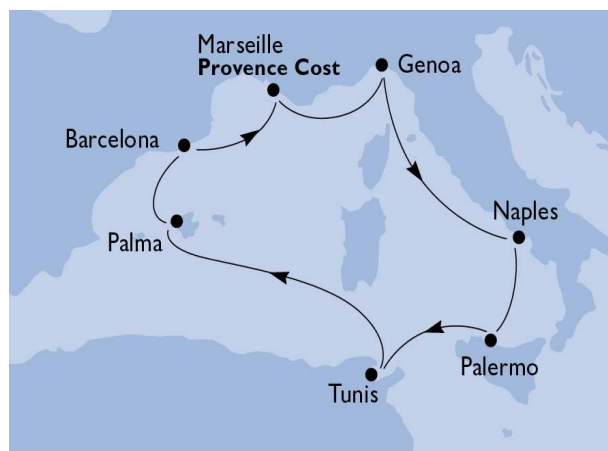 Marseille
Provence Cost
Genoa
Barcelona
Naples
Palma
Palermo
Tunis